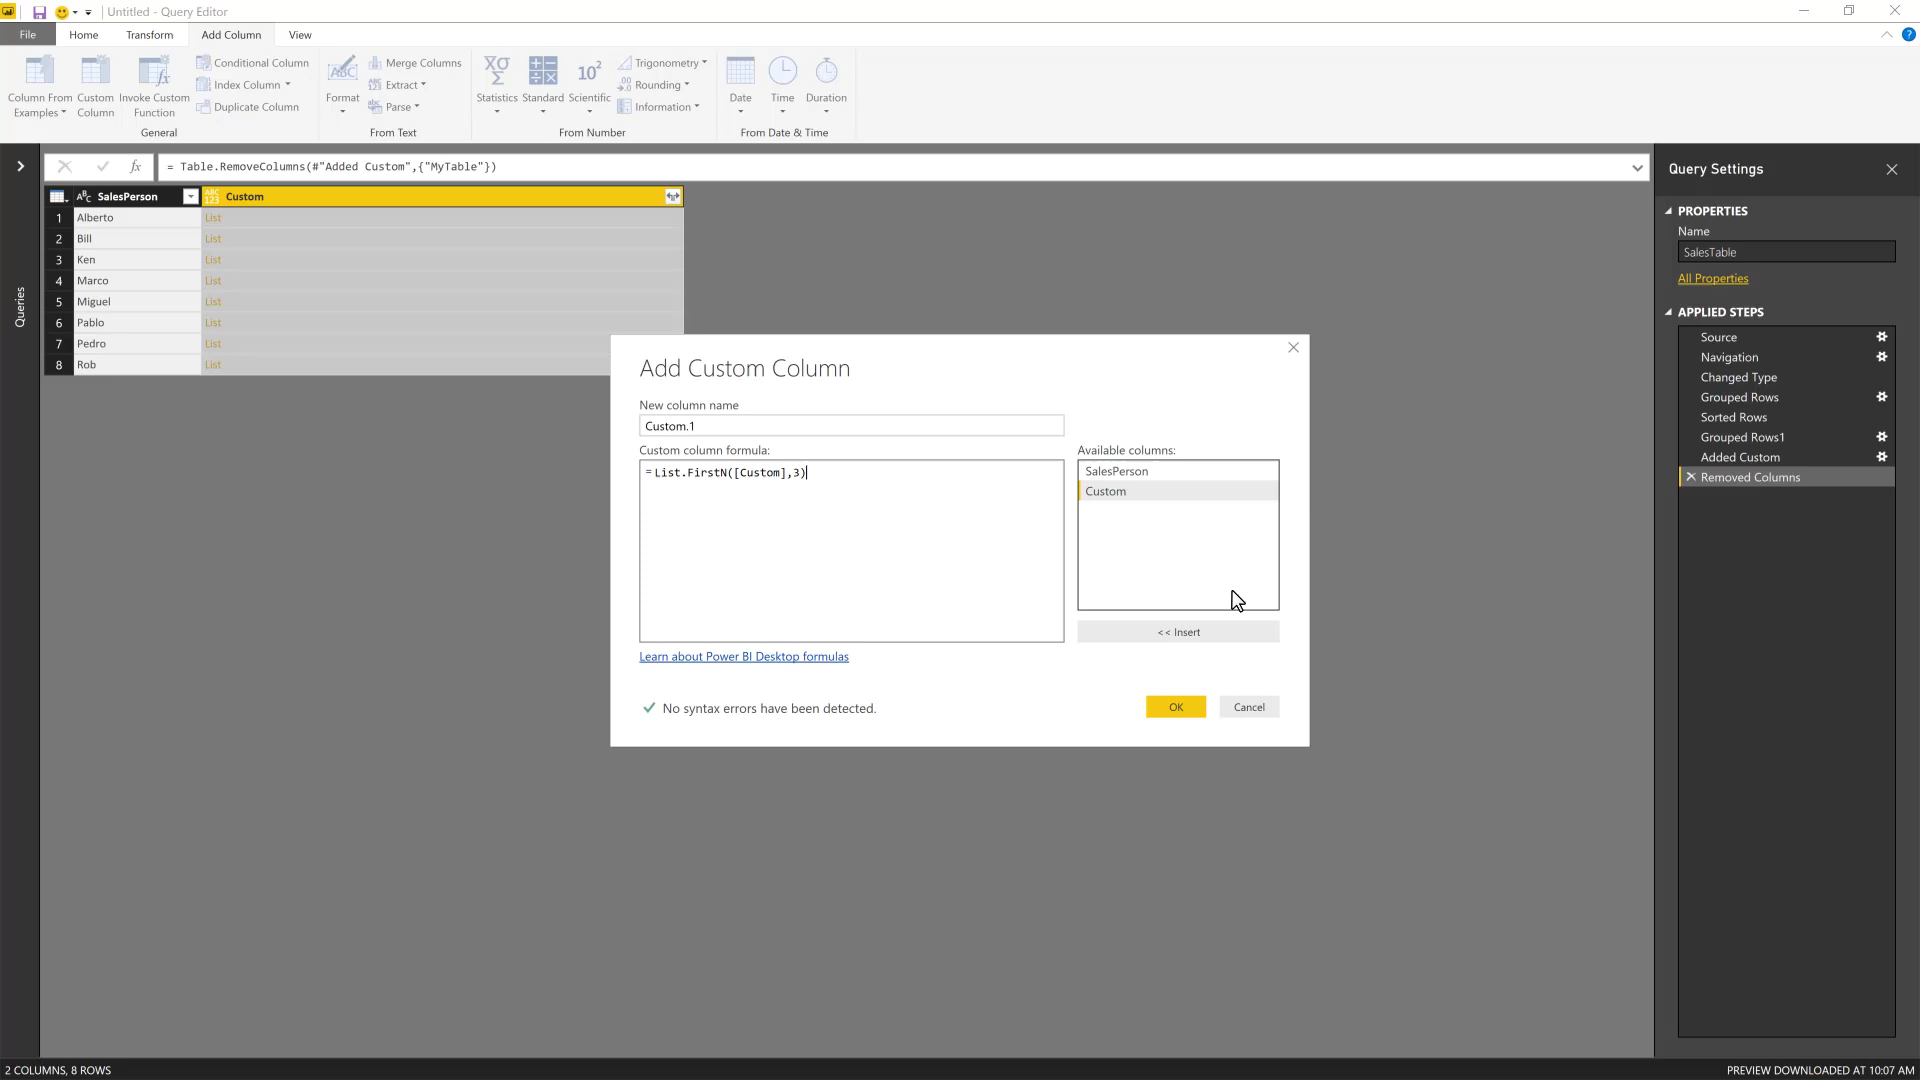 Untitled - Query Editor
File
Home
Transform
Add Column
View
Column From
Examples
Custom
Column
Invoke Custom
Function
Conditional Column
Index Column
Duplicate Column
General
ABC
Format
Merge Columns
Extract
Parse
From Text
Statistics
Standard
10²
Scientific
Trigonometry
Rounding
Information
From Number
Date
Time
Duration
From Date & Time
Queries
fx
= Table.RemoveColumns(#"Added Custom",{"MyTable"})
SalesPerson
Custom
1 Alberto List
2 Bill List
3 Ken List
4 Marco List
5 Miguel List
6 Pablo List
7 Pedro List
8 Rob List
Add Custom Column
New column name
Custom.1
Custom column formula:
=List.FirstN([Custom],3)
Available columns:
SalesPerson
Custom
<< Insert
Learn about Power BI Desktop formulas
No syntax errors have been detected.
OK
Cancel
Query Settings
PROPERTIES
Name
SalesTable
All Properties
APPLIED STEPS
Source
Navigation
Changed Type
Grouped Rows
Sorted Rows
Grouped Rows1
Added Custom
Removed Columns
2 COLUMNS, 8 ROWS
PREVIEW DOWNLOADED AT 10:07 AM